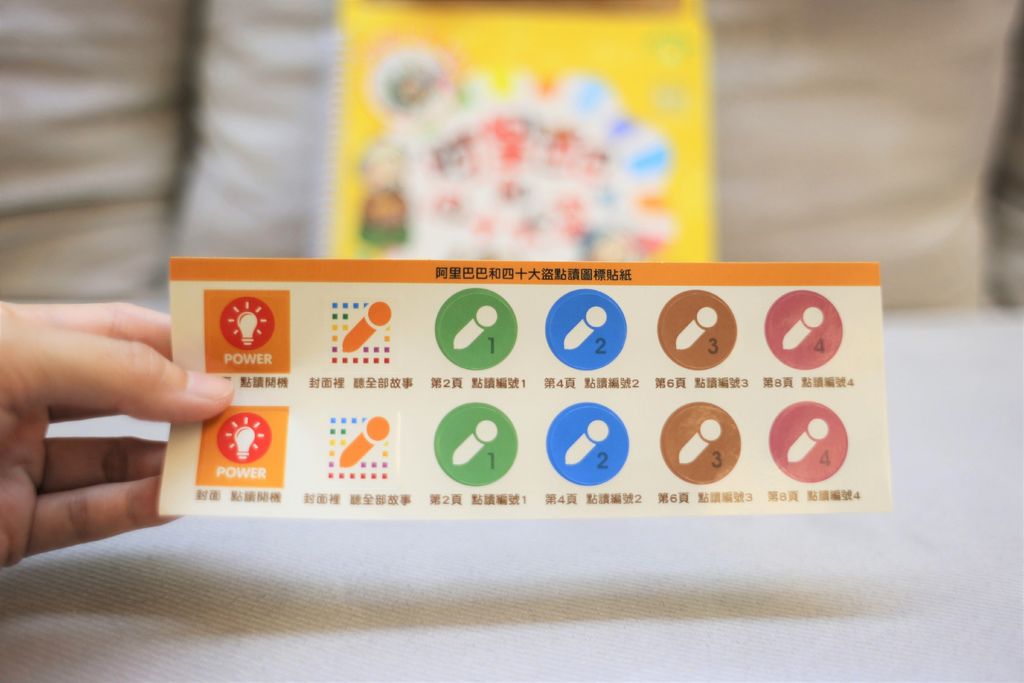 阿里巴巴和四十大盜點讀圖標貼紙
POWER
點讀開機 封面裡 聽全部故事 第2頁 點讀編號1 第4頁 點讀編號2 第6頁 點讀編號3 第8頁 點讀編號4
1 2 3 4
POWER
封面 點讀開機 封面裡 聽全部故事 第2頁 點讀編號1 第4頁 點讀編號2 第6頁 點讀編號3 第8頁 點讀編號4
1 2 3 4